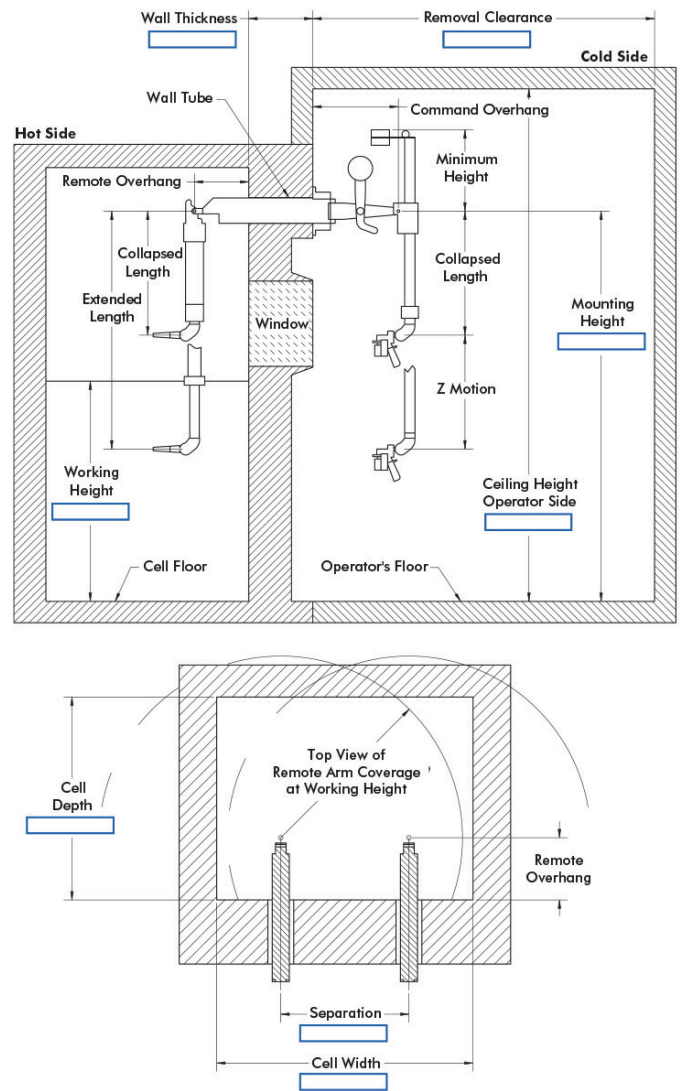 Wall Thickness
Removal Clearance
Cold Side
Wall Tube
Command Overhang
Hot Side
Minimum
Height
Remote Overhang
Collapsed
Length
Collapsed
Length
Extended
Length
Mounting
Height
Window
Z Motion
Working
Height
Ceiling Height
Operator Side
Cell Floor
Operator's Floor
Top View of
Remote Arm Coverage
at Working Height
Cell
Depth
Remote
Overhang
Separation
Cell Width